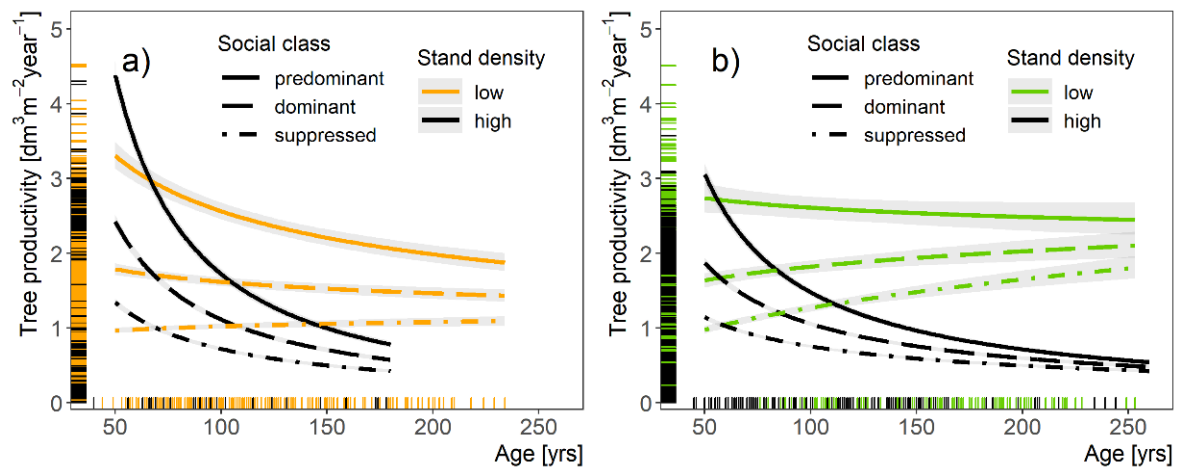 a)
Social class
predominant
dominant
suppressed
Stand density
low
high
Tree productivity [dm³m⁻²year⁻¹]
5
4
3
2
1
0
50 100 150 200 250
Age [yrs]
b)
Social class
predominant
dominant
suppressed
Stand density
low
high
Tree productivity [dm³m⁻²year⁻¹]
5
4
3
2
1
0
50 100 150 200 250
Age [yrs]